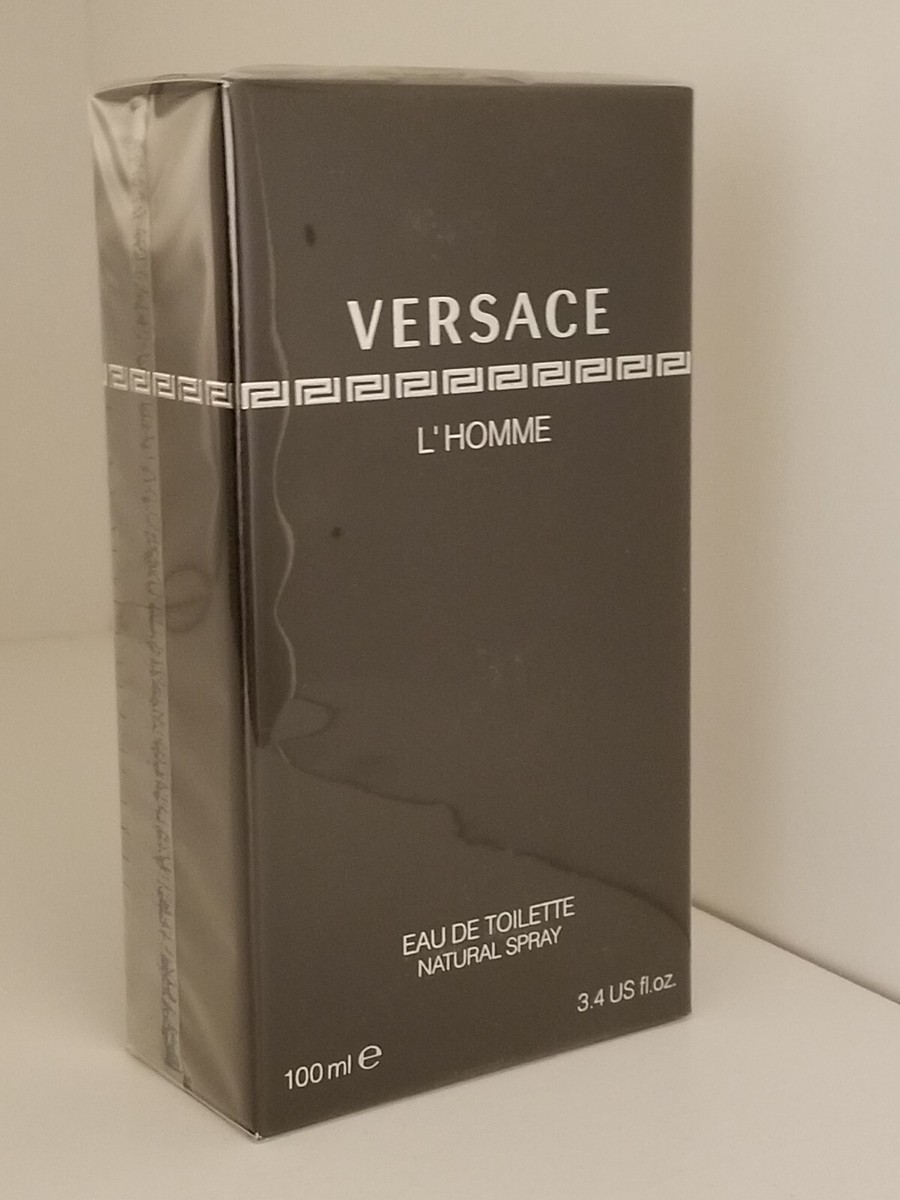 VERSACE
L'HOMME
EAU DE TOILETTE
NATURAL SPRAY
3.4 US fl.oz.
100 ml ℮